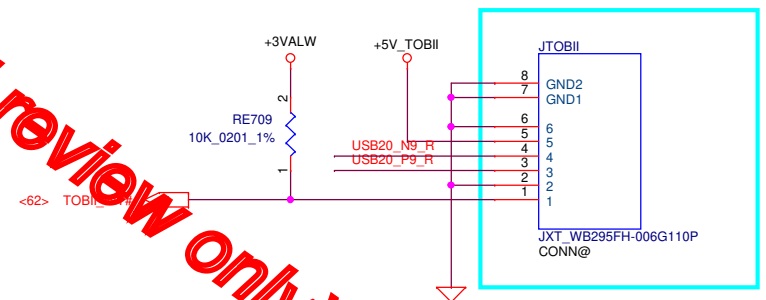 +3VALW
+5V_TOBII
JTOBII
2
RE709
10K_0201_1%
1
8
GND2
7
GND1
6
6
5
5
USB20_N9_R
4
4
USB20_P9_R
3
3
2
2
1
1
<62>
JXT_WB295FH-006G110P
CONN@
review only